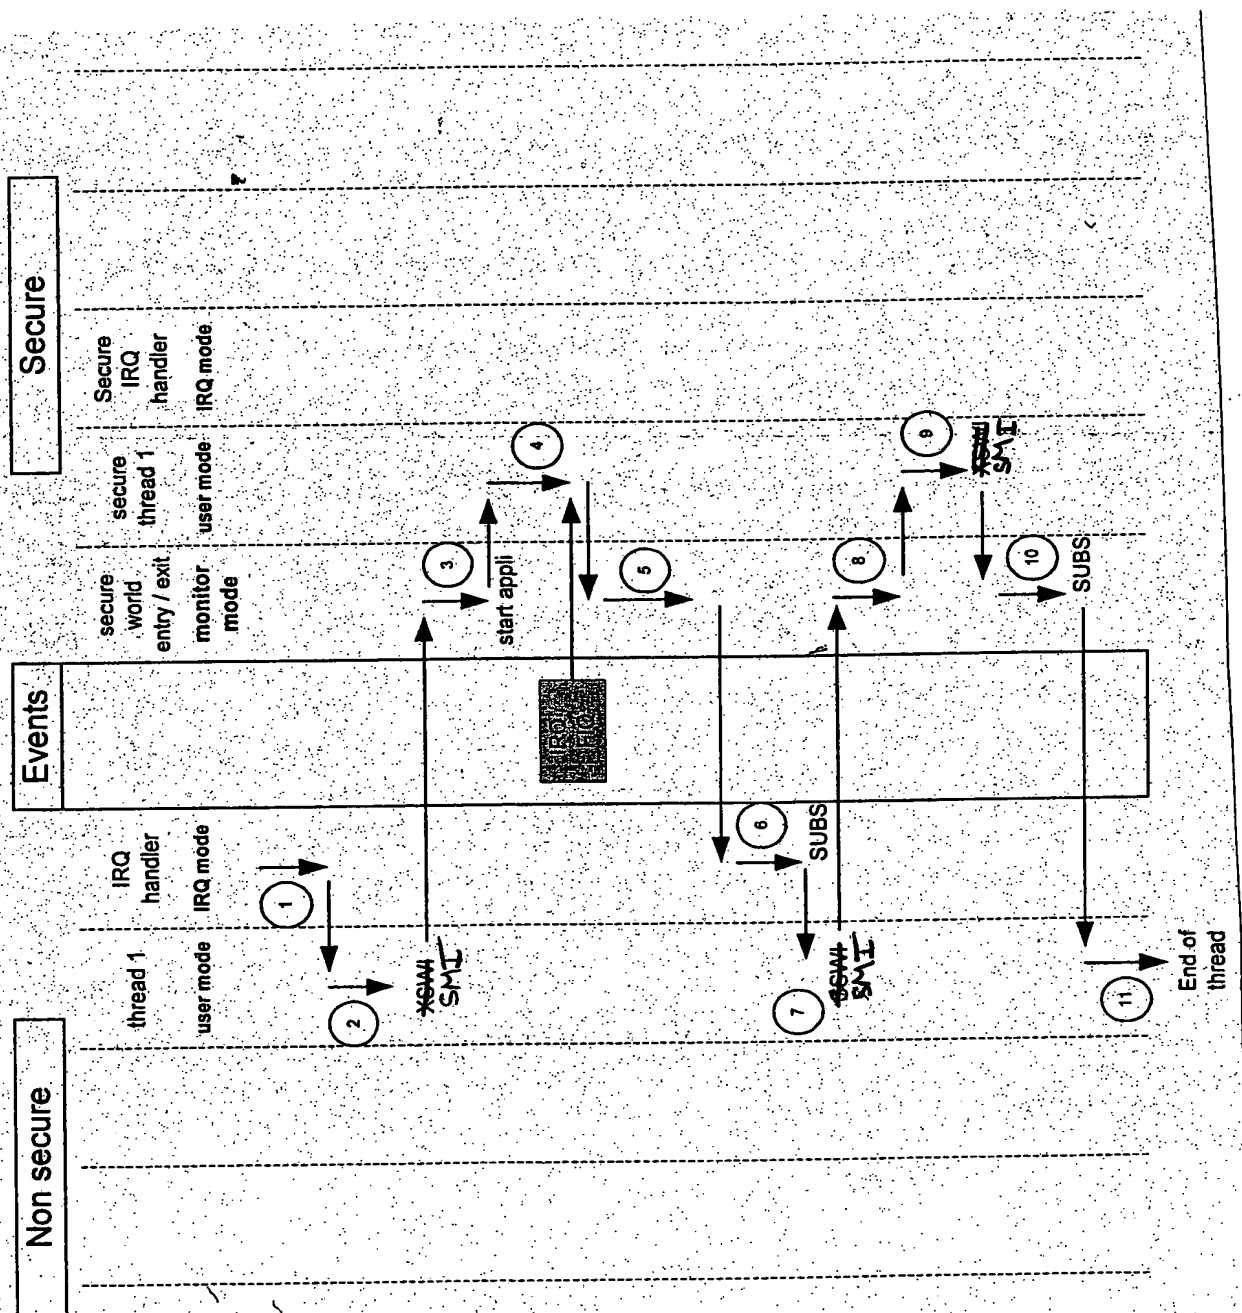 Non secure
Events
Secure
thread 1
user mode
IRQ
handler
IRQ mode
secure
world
entry / exit
monitor
mode
secure
thread 1
user mode
Secure
IRQ
handler
IRQ mode
1
2
SMI
3
start appli
4
IRQ /
FIQ
5
6
SUBS
7
SMI
8
9
SMI
10
SUBS
11
End of
thread